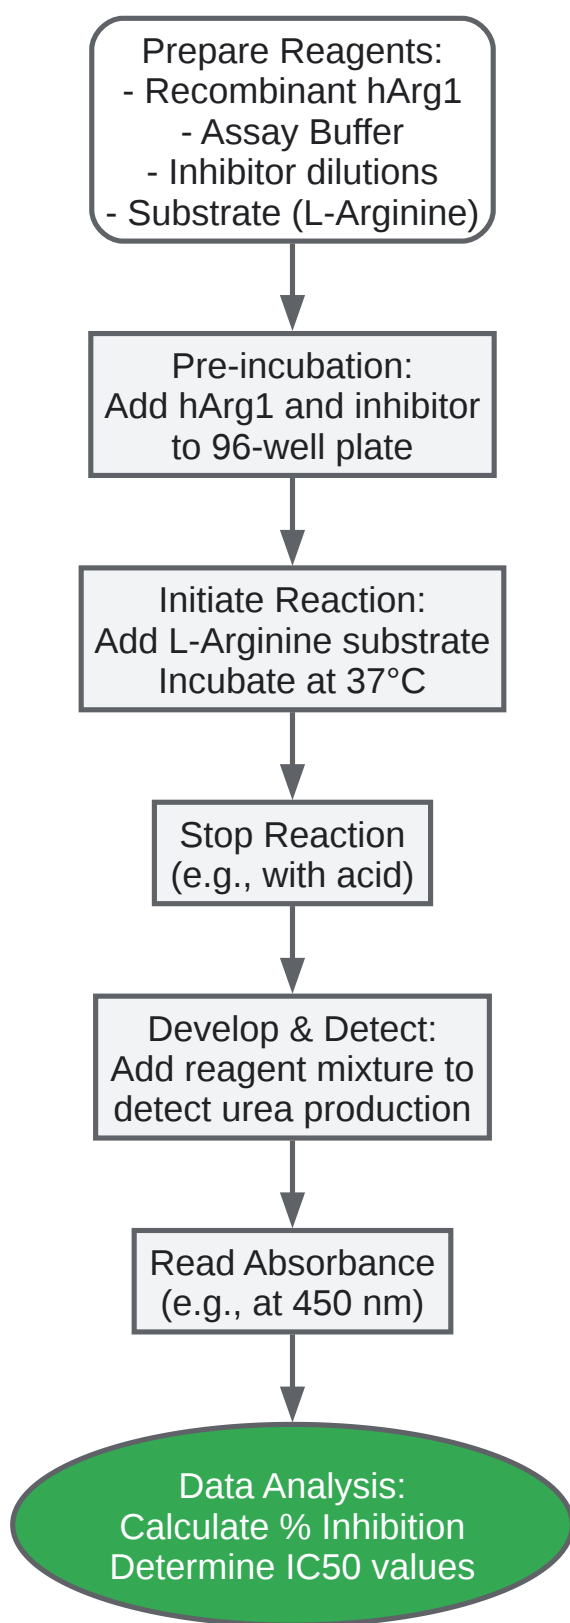 Prepare Reagents:
- Recombinant hArg1
- Assay Buffer
- Inhibitor dilutions
- Substrate (L-Arginine)
Pre-incubation:
Add hArg1 and inhibitor
to 96-well plate
Initiate Reaction:
Add L-Arginine substrate
Incubate at 37°C
Stop Reaction
(e.g., with acid)
Develop & Detect:
Add reagent mixture to
detect urea production
Read Absorbance
(e.g., at 450 nm)
Data Analysis:
Calculate % Inhibition
Determine IC50 values